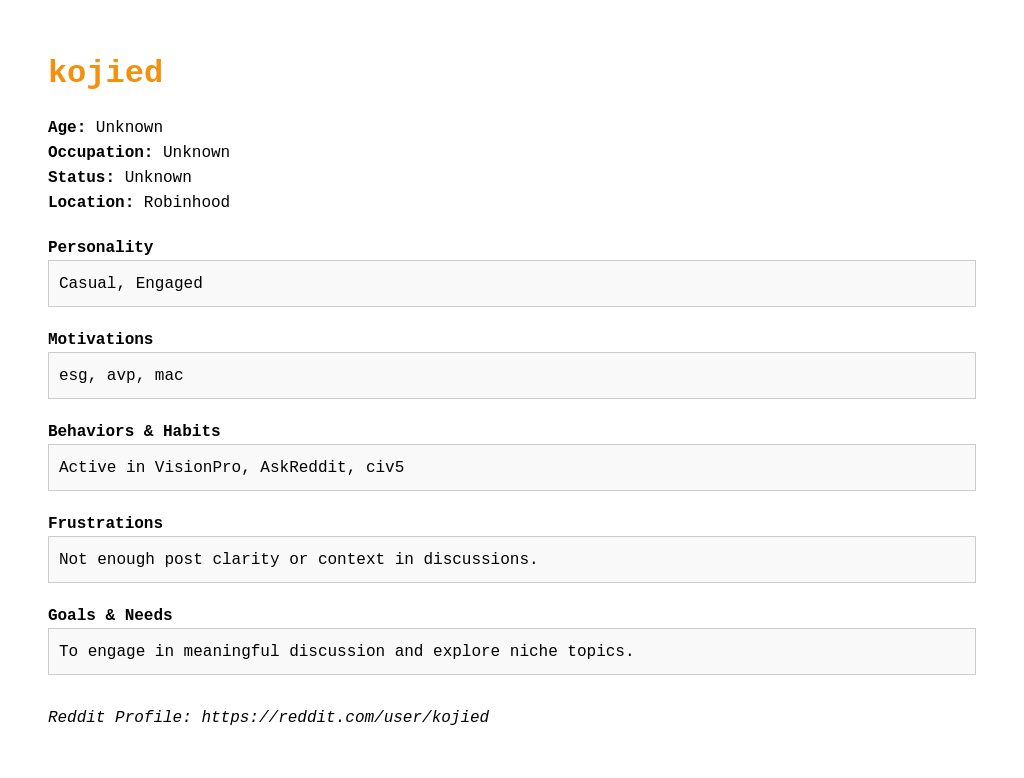 kojied
Age: Unknown
Occupation: Unknown
Status: Unknown
Location: Robinhood
Personality
Casual, Engaged
Motivations
esg, avp, mac
Behaviors & Habits
Active in VisionPro, AskReddit, civ5
Frustrations
Not enough post clarity or context in discussions.
Goals & Needs
To engage in meaningful discussion and explore niche topics.
Reddit Profile: https://reddit.com/user/kojied